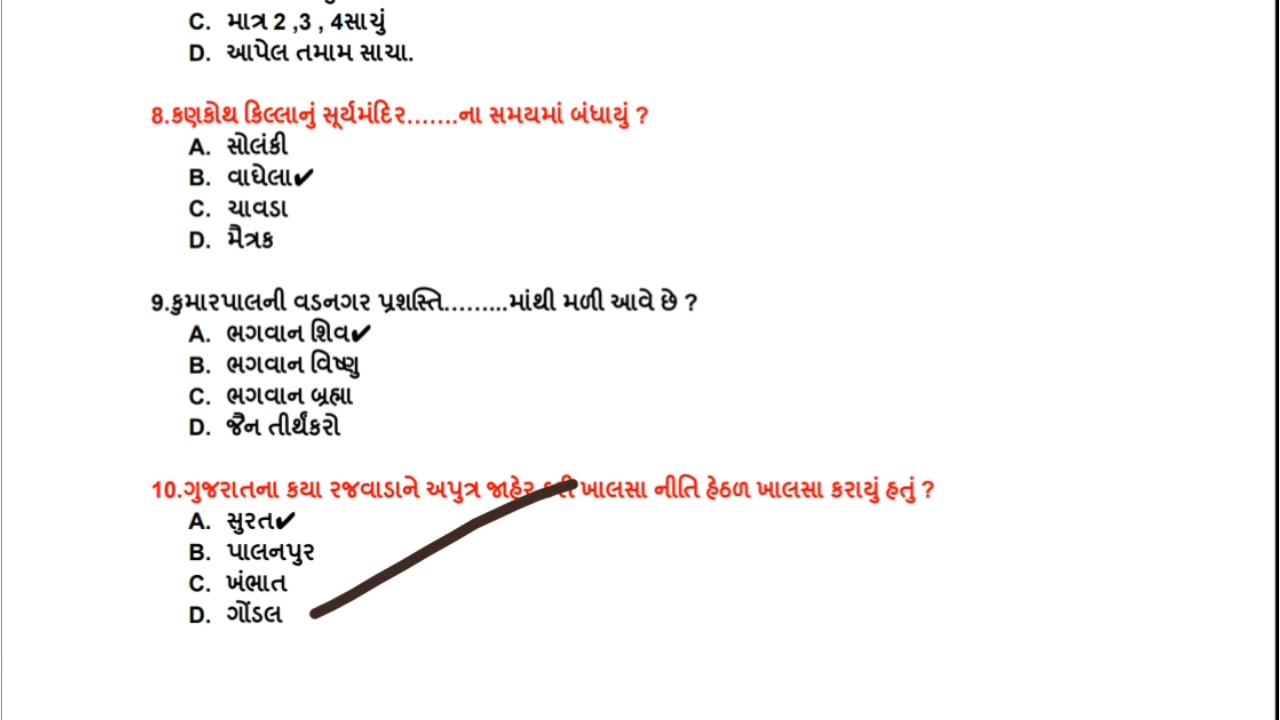 C. માત્ર 2 ,3 , 4સાચું
D. આપેલ તમામ સાચા.
8.કણકોથ કિલ્લાનું સૂર્યમંદિર.......ના સમયમાં બંધાયું ?
A. સોલંકી
B. વાઘેલા✔
C. ચાવડા
D. મૈત્રક
9.કુમારપાલની વડનગર પ્રશસ્તિ.........માંથી મળી આવે છે ?
A. ભગવાન શિવ✔
B. ભગવાન વિષ્ણુ
C. ભગવાન બ્રહ્મા
D. જૈન તીર્થંકરો
10.ગુજરાતના કયા રજવાડાને અપુત્ર જાહેર ખાલસા નીતિ હેઠળ ખાલસા કરાયું હતું ?
A. સુરત✔
B. પાલનપુર
C. ખંભાત
D. ગોંડલ